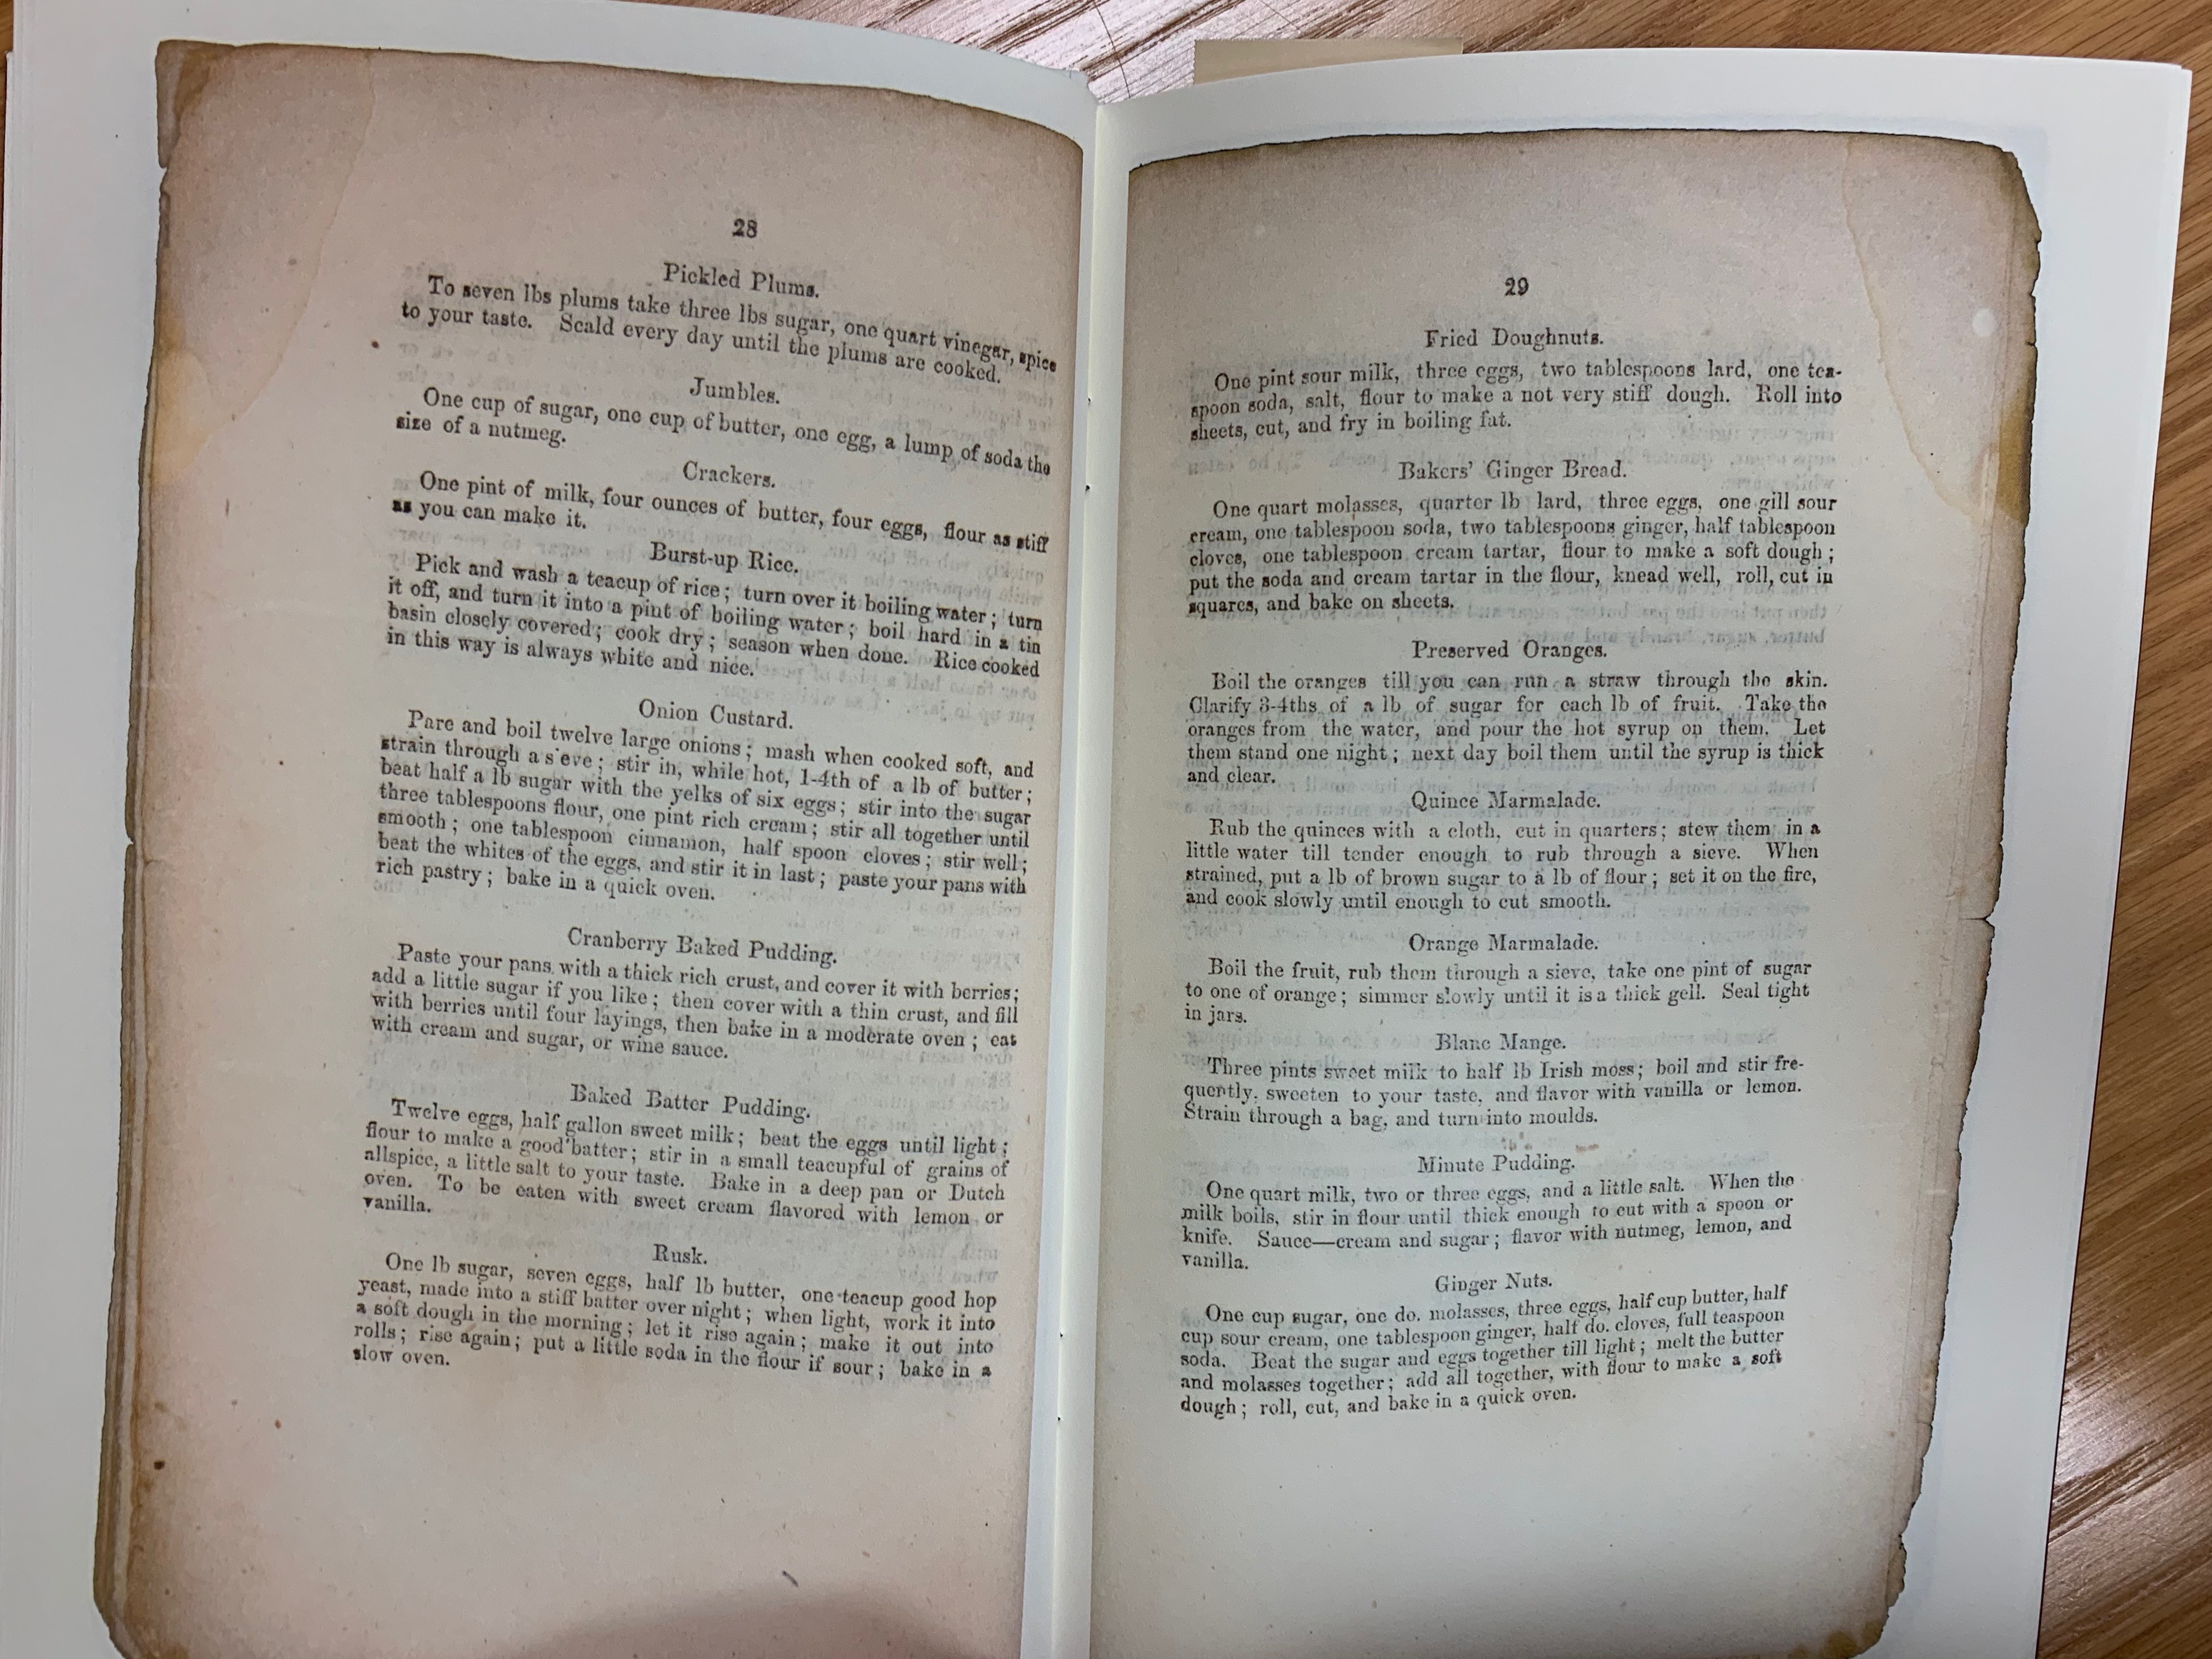 28
Pickled Plums.
To seven lbs plums take three lbs sugar, one quart vinegar, spice
to your taste. Scald every day until the plums are cooked.
Jumbles.
One cup of sugar, one cup of butter, one egg, a lump of soda the
size of a nutmeg.
Crackers.
One pint of milk, four ounces of butter, four eggs, flour as stiff
as you can make it.
Burst-up Rice.
Pick and wash a teacup of rice; turn over it boiling water; turn
it off, and turn it into a pint of boiling water; boil hard in a tin
basin closely covered; cook dry; season when done. Rice cooked
in this way is always white and nice.
Onion Custard.
Pare and boil twelve large onions; mash when cooked soft, and
strain through a s eve; stir in, while hot, 1-4th of a lb of butter;
beat half a lb sugar with the yelks of six eggs; stir into the sugar
three tablespoons flour, one pint rich cream; stir all together until
smooth; one tablespoon cinnamon, half spoon cloves; stir well;
beat the whites of the eggs, and stir it in last; paste your pans with
rich pastry; bake in a quick oven.
Cranberry Baked Pudding.
Paste your pans with a thick rich crust, and cover it with berries;
add a little sugar if you like; then cover with a thin crust, and fill
with berries until four layings, then bake in a moderate oven; eat
with cream and sugar, or wine sauce.
Baked Batter Pudding.
Twelve eggs, half gallon sweet milk; beat the eggs until light;
flour to make a good batter; stir in a small teacupful of grains of
allspice, a little salt to your taste. Bake in a deep pan or Dutch
oven. To be eaten with sweet cream flavored with lemon or
vanilla.
Rusk.
One lb sugar, seven eggs, half lb butter, one teacup good hop
yeast, made into a stiff batter over night; when light, work it into
a soft dough in the morning; let it rise again; make it out into
rolls; rise again; put a little soda in the flour if sour; bake in a
slow oven.
29
Fried Doughnuts.
One pint sour milk, three eggs, two tablespoons lard, one tea-
spoon soda, salt, flour to make a not very stiff dough. Roll into
sheets, cut, and fry in boiling fat.
Bakers' Ginger Bread.
One quart molasses, quarter lb lard, three eggs, one gill sour
cream, one tablespoon soda, two tablespoons ginger, half tablespoon
cloves, one tablespoon cream tartar, flour to make a soft dough;
put the soda and cream tartar in the flour, knead well, roll, cut in
squares, and bake on sheets.
Preserved Oranges.
Boil the oranges till you can run a straw through the skin.
Clarify 3-4ths of a lb of sugar for each lb of fruit. Take the
oranges from the water, and pour the hot syrup on them. Let
them stand one night; next day boil them until the syrup is thick
and clear.
Quince Marmalade.
Rub the quinces with a cloth, cut in quarters; stew them in a
little water till tender enough to rub through a sieve. When
strained, put a lb of brown sugar to a lb of flour; set it on the fire,
and cook slowly until enough to cut smooth.
Orange Marmalade.
Boil the fruit, rub them through a sieve, take one pint of sugar
to one of orange; simmer slowly until it is a thick gell. Seal tight
in jars.
Blanc Mange.
Three pints sweet milk to half lb Irish moss; boil and stir fre-
quently, sweeten to your taste, and flavor with vanilla or lemon.
Strain through a bag, and turn into moulds.
Minute Pudding.
One quart milk, two or three eggs, and a little salt. When the
milk boils, stir in flour until thick enough to cut with a spoon or
knife. Sauce—cream and sugar; flavor with nutmeg, lemon, and
vanilla.
Ginger Nuts.
One cup sugar, one do. molasses, three eggs, half cup butter, half
cup sour cream, one tablespoon ginger, half do. cloves, full teaspoon
soda. Beat the sugar and eggs together till light; melt the butter
and molasses together; add all together, with flour to make a soft
dough; roll, cut, and bake in a quick oven.